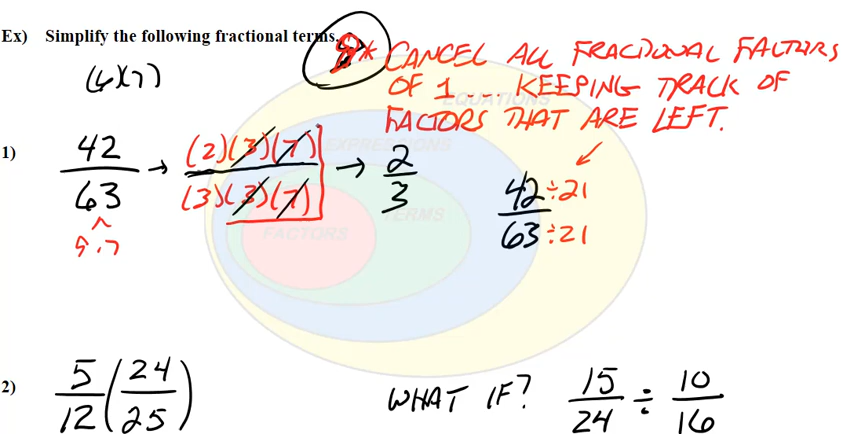 Ex) Simplify the following fractional terms.
* CANCEL ALL FRACTIONAL FACTORS
OF 1 ... KEEPING TRACK OF
FACTORS THAT ARE LEFT.
(6)(7)
1) 42/63 → (2)(3)(7)/(3)(3)(7) → 2/3
9·7
42÷21/63÷21
EQUATIONS
EXPRESSIONS
TERMS
FACTORS
2) 5/12 (24/25)
WHAT IF? 15/24 ÷ 10/16